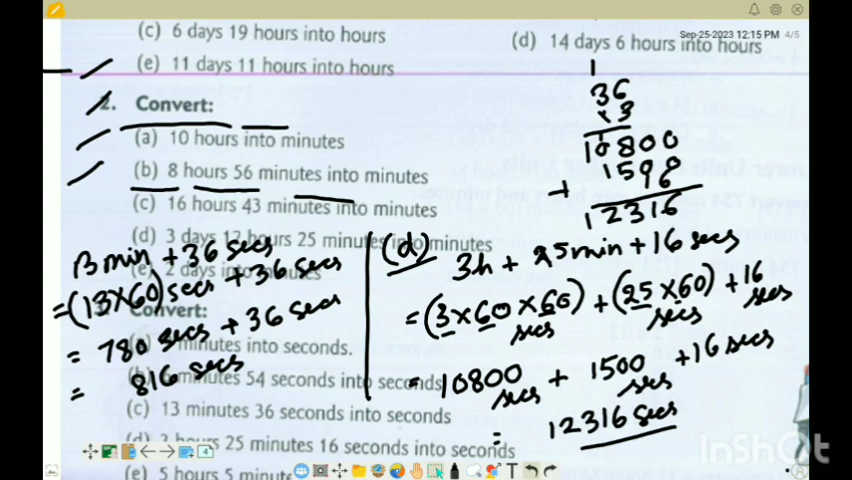 Sep-25-2023 12:15 PM 4/5
(c) 6 days 19 hours into hours
(d) 14 days 6 hours into hours
(e) 11 days 11 hours into hours
2. Convert:
(a) 10 hours into minutes
(b) 8 hours 56 minutes into minutes
(c) 16 hours 43 minutes into minutes
(d) 3 days 12 hours 25 minutes into minutes
(e) 2 days into minutes
Convert:
minutes into seconds.
minutes 54 seconds into seconds
(c) 13 minutes 36 seconds into seconds
(d) 3 hours 25 minutes 16 seconds into seconds
(e) 5 hours 5 minute
13 min + 36 secs
= (13 × 60) secs + 36 secs
= 780 secs + 36 secs
= 816 secs
1
36
× 3
10800
+ 16
12316
(d)
3h + 25 min + 16 secs
= (3 × 60 × 60) secs + (25 × 60) secs + 16 secs
= 10800 secs + 1500 secs + 16 secs
= 12316 secs
4
T
InShOt